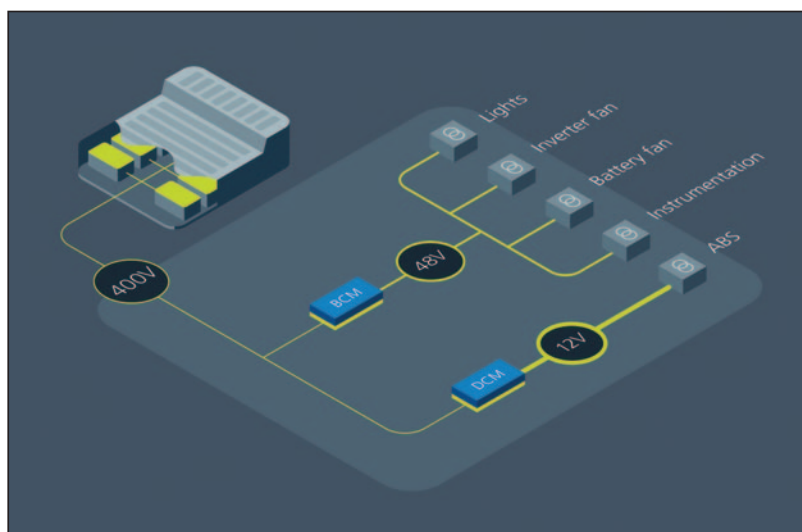 Lights
Inverter fan
Battery fan
Instrumentation
ABS
400V
48V
BCM
12V
DCM